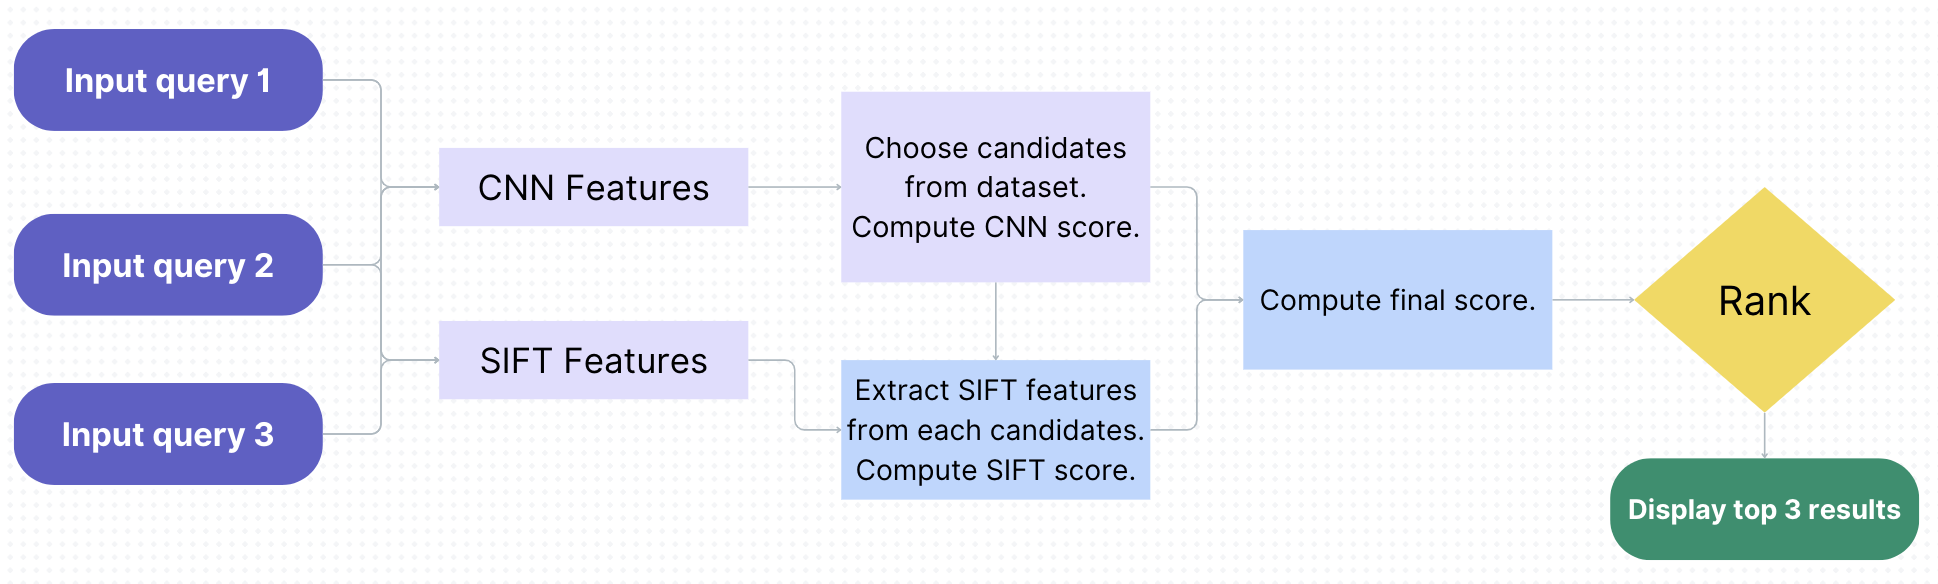 Input query 1
Input query 2
Input query 3
CNN Features
SIFT Features
Choose candidates
from dataset.
Compute CNN score.
Extract SIFT features
from each candidates.
Compute SIFT score.
Compute final score.
Rank
Display top 3 results